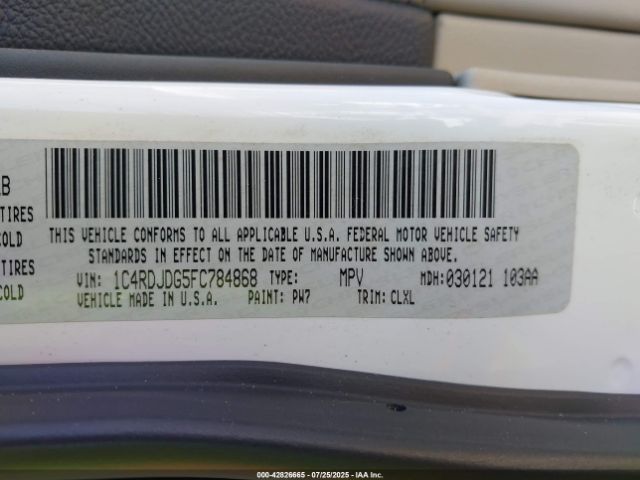 LB
TIRES
COLD
TIRES
COLD
THIS VEHICLE CONFORMS TO ALL APPLICABLE U.S.A. FEDERAL MOTOR VEHICLE SAFETY
STANDARDS IN EFFECT ON THE DATE OF MANUFACTURE SHOWN ABOVE.
VIN: 1C4RDJDG5FC784868 TYPE: MPV MDH:030121 103AA
VEHICLE MADE IN U.S.A. PAINT: PW7 TRIM: CLXL
000-42826665 - 07/25/2025 - IAA Inc.